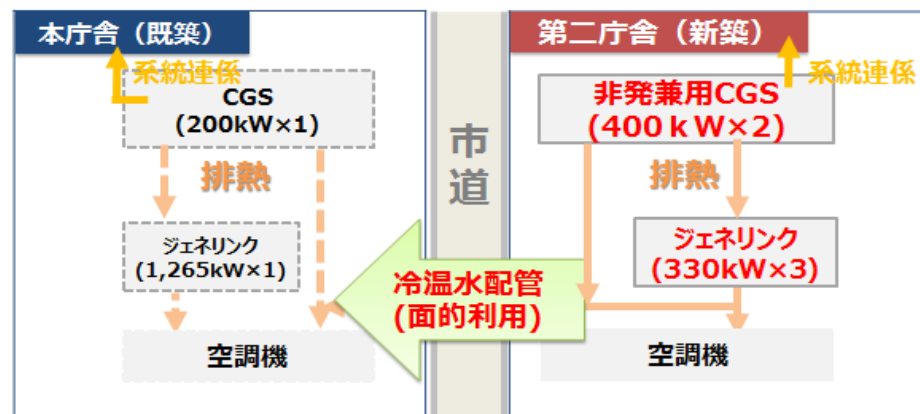 本庁舎（既築）
系統連係
CGS
(200kW×1)
排熱
ジェネリンク
(1,265kW×1)
空調機
市
道
冷温水配管
(面的利用)
第二庁舎（新築）
系統連係
非発兼用CGS
(400ｋW×2)
排熱
ジェネリンク
(330kW×3)
空調機